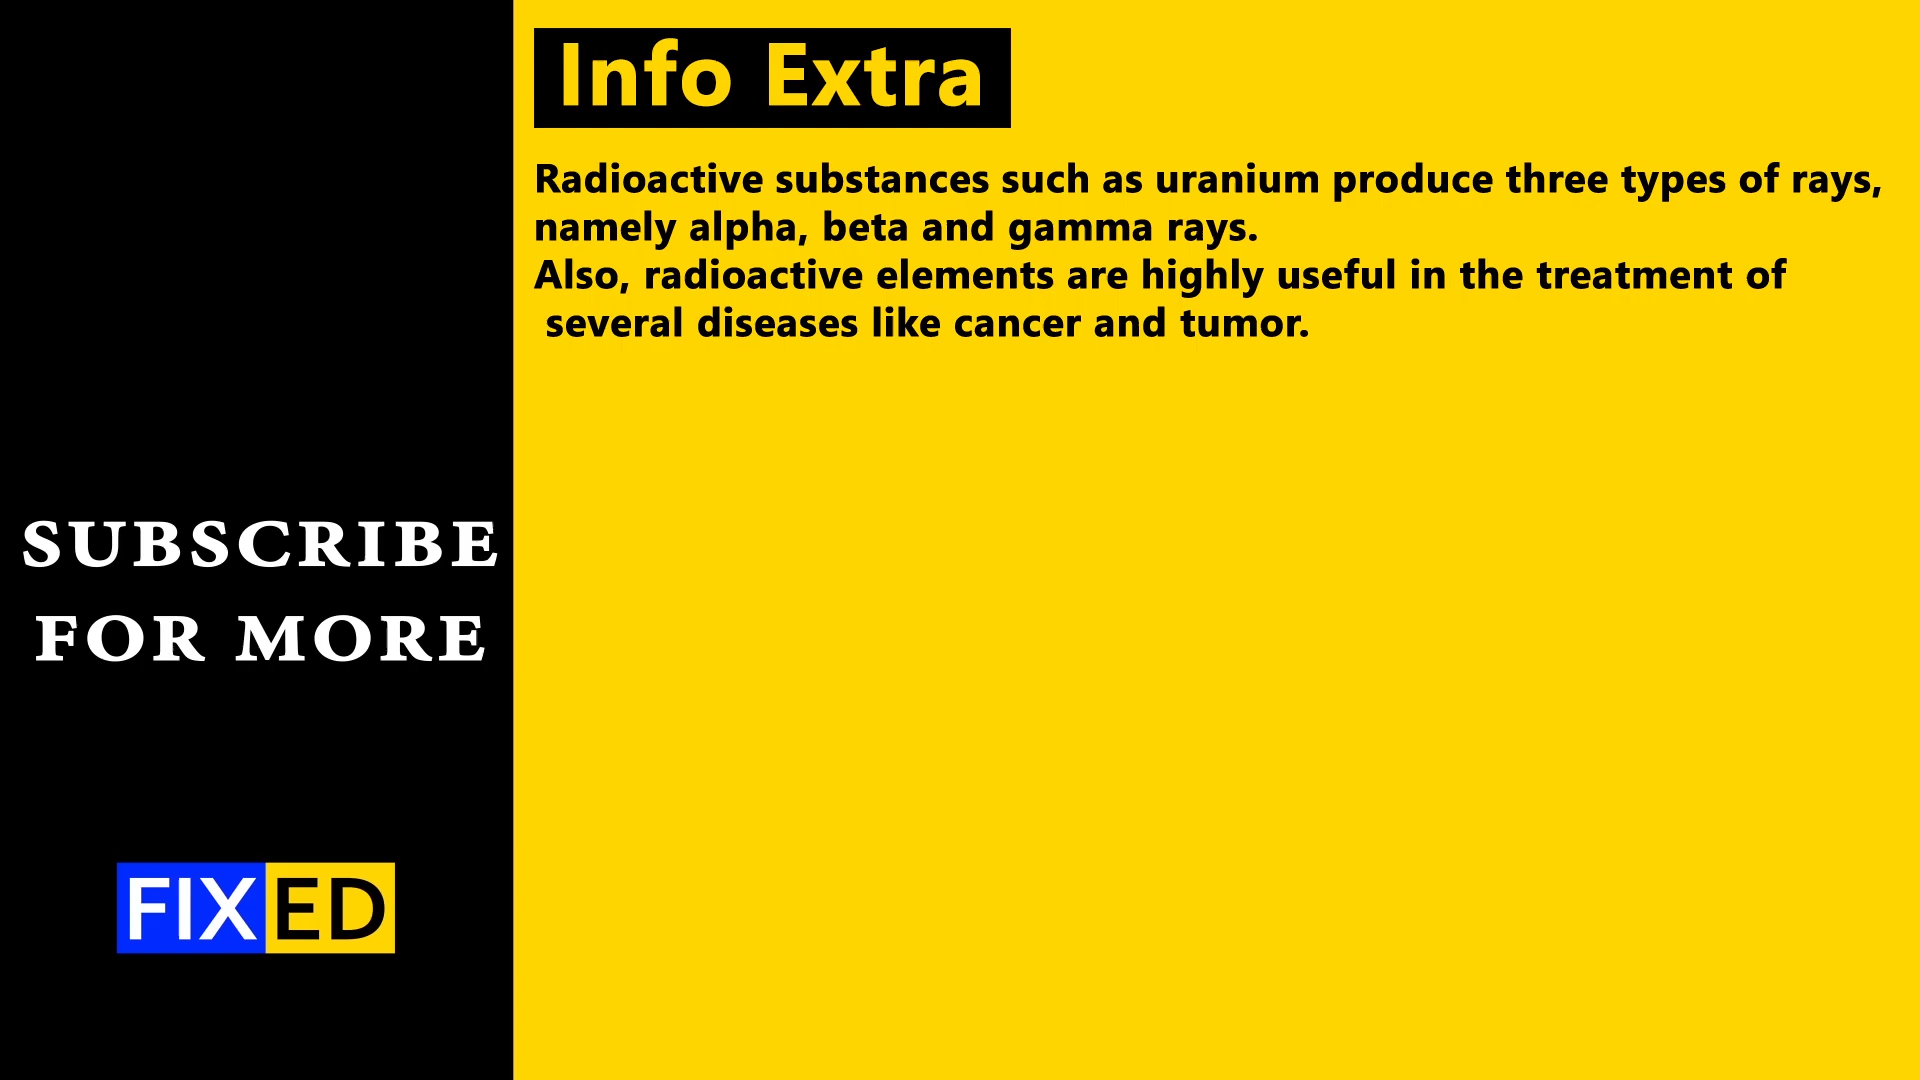 Info Extra
Radioactive substances such as uranium produce three types of rays,
namely alpha, beta and gamma rays.
Also, radioactive elements are highly useful in the treatment of
several diseases like cancer and tumor.
SUBSCRIBE
FOR MORE
FIXED